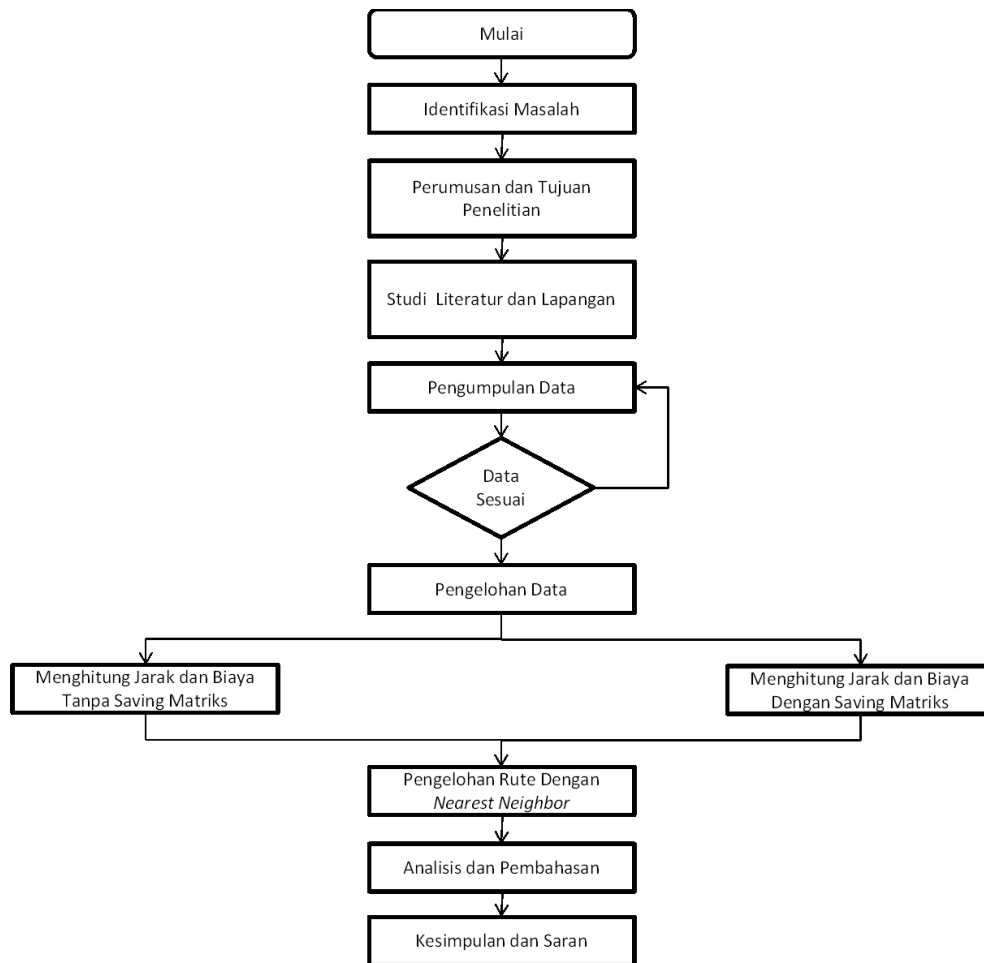 Mulai
Identifikasi Masalah
Perumusan dan Tujuan
Penelitian
Studi Literatur dan Lapangan
Pengumpulan Data
Data
Sesuai
Pengelohan Data
Menghitung Jarak dan Biaya
Tanpa Saving Matriks
Menghitung Jarak dan Biaya
Dengan Saving Matriks
Pengelohan Rute Dengan
Nearest Neighbor
Analisis dan Pembahasan
Kesimpulan dan Saran